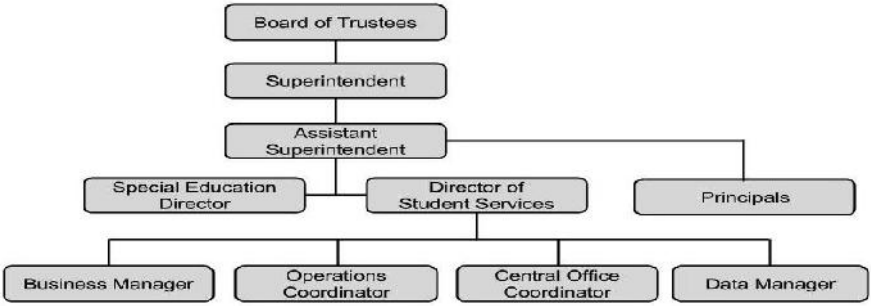 Board of Trustees
Superintendent
Assistant
Superintendent
Special Education
Director
Director of
Student Services
Principals
Business Manager
Operations
Coordinator
Central Office
Coordinator
Data Manager